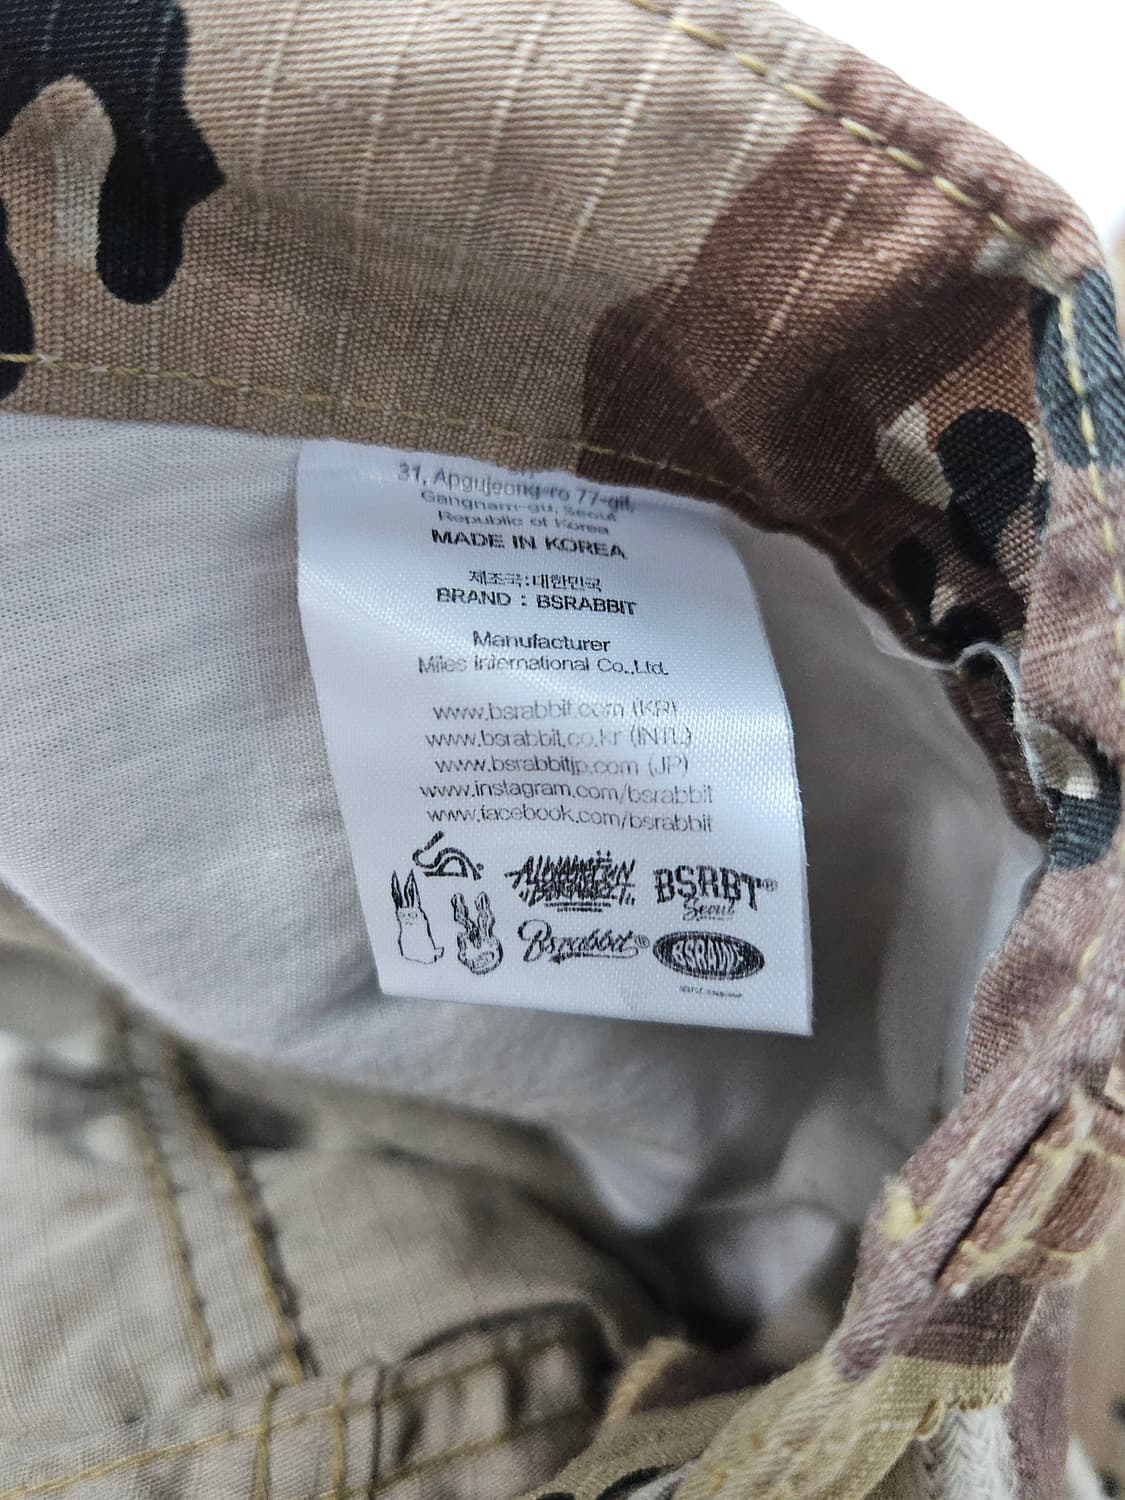 31, Apgujeong-ro 77-gil,
Gangnam-gu, Seoul
Republic of Korea
MADE IN KOREA
제조국:대한민국
BRAND : BSRABBIT
Manufacturer
Miles International Co.,Ltd.
www.bsrabbit.com (KR)
www.bsrabbit.co.kr (INTL)
www.bsrabbitjp.com (JP)
www.instagram.com/bsrabbit
www.facebook.com/bsrabbit
BSRBT®
Seoul
Bsrabbit®